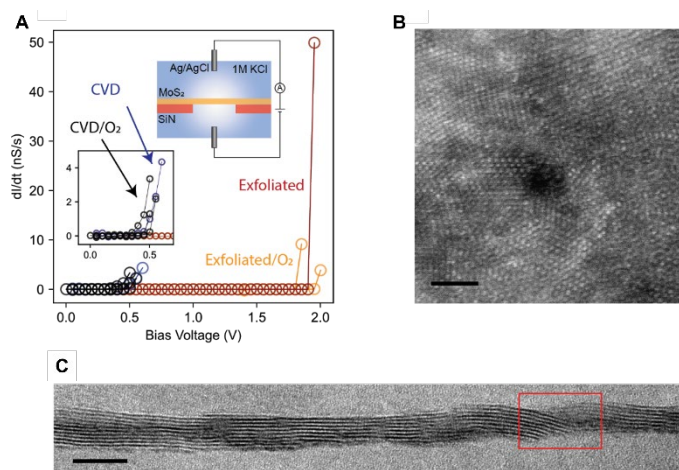 A
dI/dt (nS/s)
50
40
30
20
10
0
CVD
CVD/O₂
4
2
0
0.0 0.5
Ag/AgCl 1M KCl
A
MoS₂
SiN
Exfoliated
Exfoliated/O₂
0.0 0.5 1.0 1.5 2.0
Bias Voltage (V)
B
C